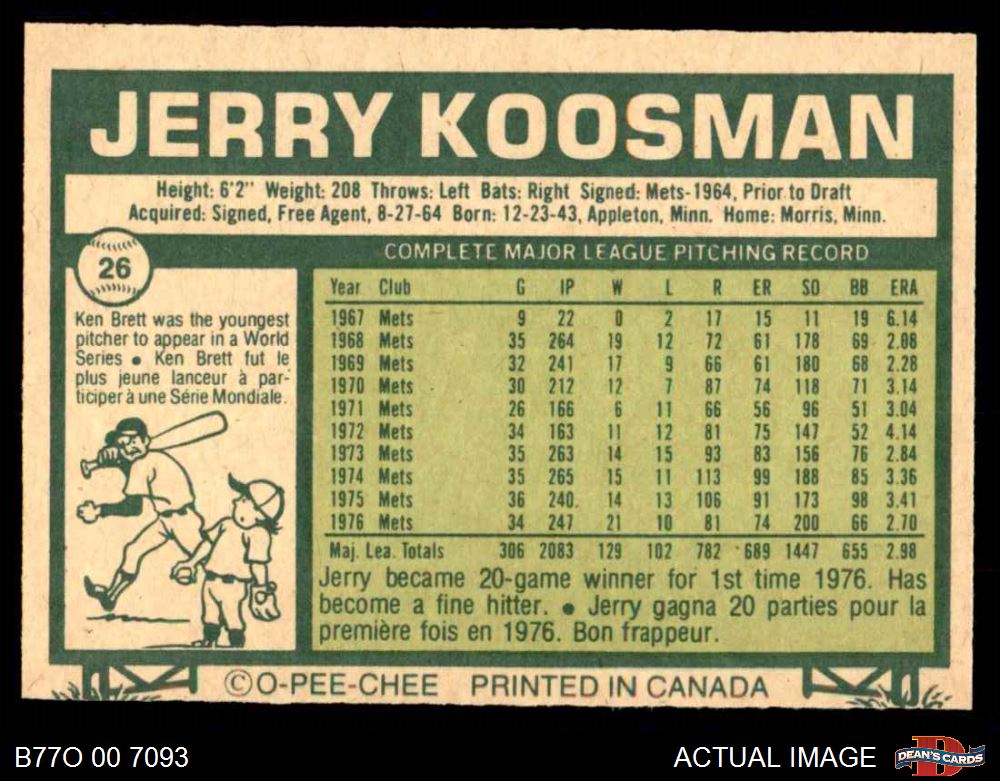 JERRY KOOSMAN
Height: 6'2" Weight: 208 Throws: Left Bats: Right Signed: Mets-1964, Prior to Draft
Acquired: Signed, Free Agent, 8-27-64 Born: 12-23-43, Appleton, Minn. Home: Morris, Minn.
26
Ken Brett was the youngest
pitcher to appear in a World
Series ● Ken Brett fut le
plus jeune lanceur à par-
ticiper à une Série Mondiale.
COMPLETE MAJOR LEAGUE PITCHING RECORD
Year Club G IP W L R ER SO BB ERA
1967 Mets 9 22 0 2 17 15 11 19 6.14
1968 Mets 35 264 19 12 72 61 178 69 2.08
1969 Mets 32 241 17 9 66 61 180 68 2.28
1970 Mets 30 212 12 7 87 74 118 71 3.14
1971 Mets 26 166 6 11 66 56 96 51 3.04
1972 Mets 34 163 11 12 81 75 147 52 4.14
1973 Mets 35 263 14 15 93 83 156 76 2.84
1974 Mets 35 265 15 11 113 99 188 85 3.36
1975 Mets 36 240. 14 13 106 91 173 98 3.41
1976 Mets 34 247 21 10 81 74 200 66 2.70
Maj. Lea. Totals 306 2083 129 102 782 689 1447 655 2.98
Jerry became 20-game winner for 1st time 1976. Has
become a fine hitter. ● Jerry gagna 20 parties pour la
première fois en 1976. Bon frappeur.
©O-PEE-CHEE PRINTED IN CANADA
B77O 00 7093
ACTUAL IMAGE
D
DEAN'S CARDS